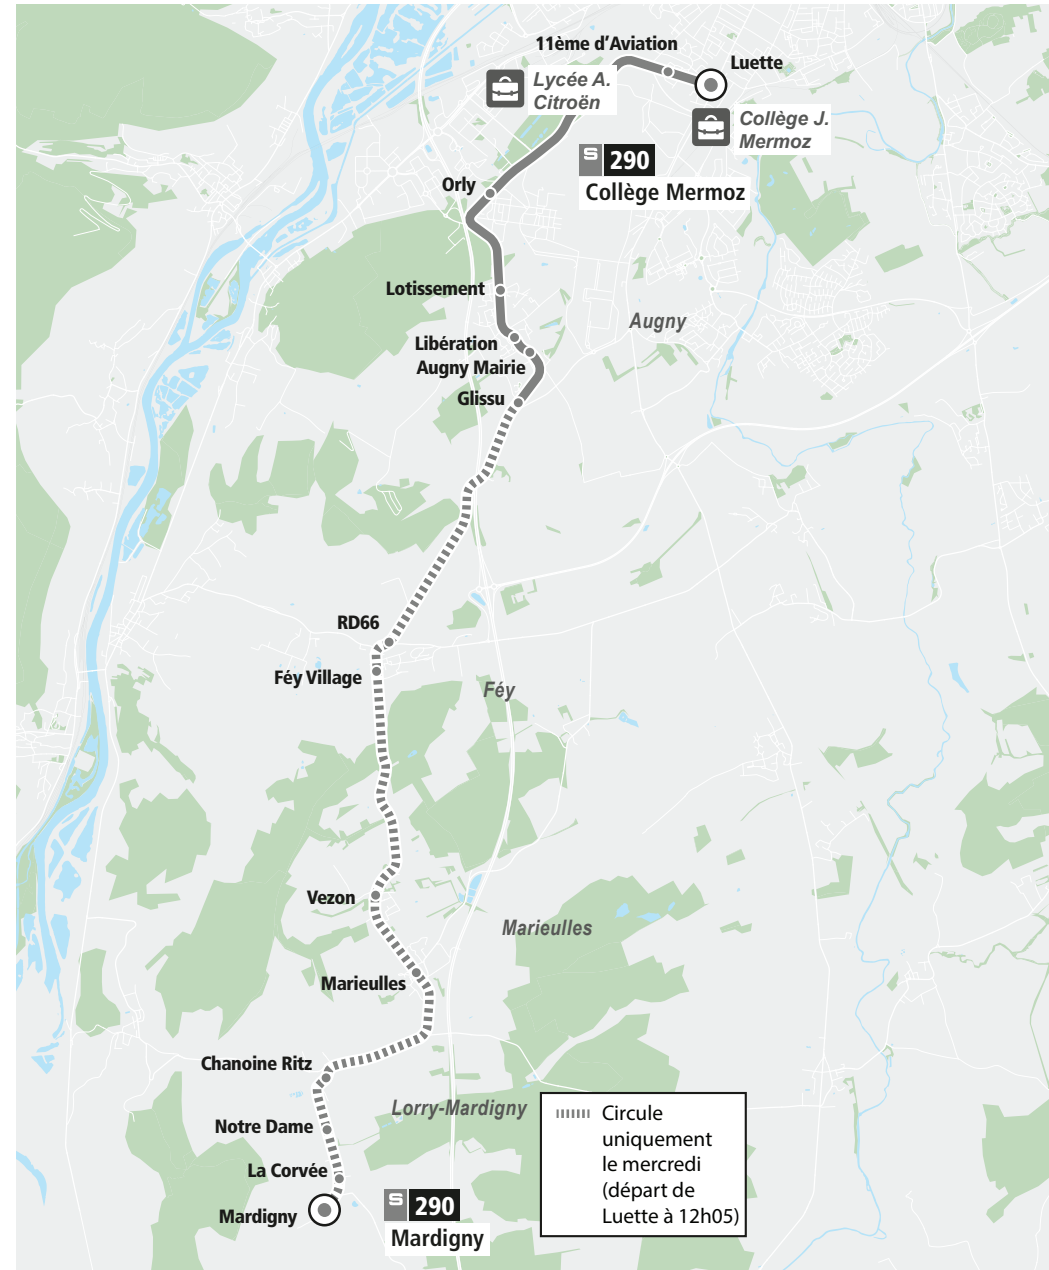 11ème d'Aviation
Luette
Lycée A.
Citroën
Collège J.
Mermoz
S 290
Collège Mermoz
Orly
Lotissement
Augny
Libération
Augny Mairie
Glissu
RD66
Féy Village
Féy
Vezon
Marieulles
Marieulles
Chanoine Ritz
Lorry-Mardigny
Notre Dame
La Corvée
Mardigny
S 290
Mardigny
Circule
uniquement
le mercredi
(départ de
Luette à 12h05)